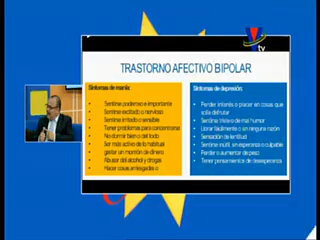 tv
TRASTORNO AFECTIVO BIPOLAR
Síntomas de manía:
Sentirse poderoso e importante
Sentirse excitado o nervioso
Sentirse irritado o sensible
Tener problemas para concentrarse
No dormir bien o del todo
Ser más activo de lo habitual
gastar un montón de dinero
Abusar del alcohol y drogas
Hacer cosas arriesgadas o
Síntomas de depresión:
Perder interés o placer en cosas que
solía disfrutar
Sentirse triste o de mal humor
Llorar fácilmente o sin ninguna razón
Sensación de lentitud
Sentirse inútil, sin esperanza o culpable
Perder o aumentar de peso
Tener pensamientos de desesperanza